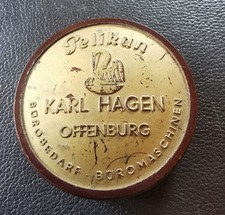 Pelikan
KARL HAGEN
OFFENBURG
BÜROBEDARF · BÜROMASCHINEN